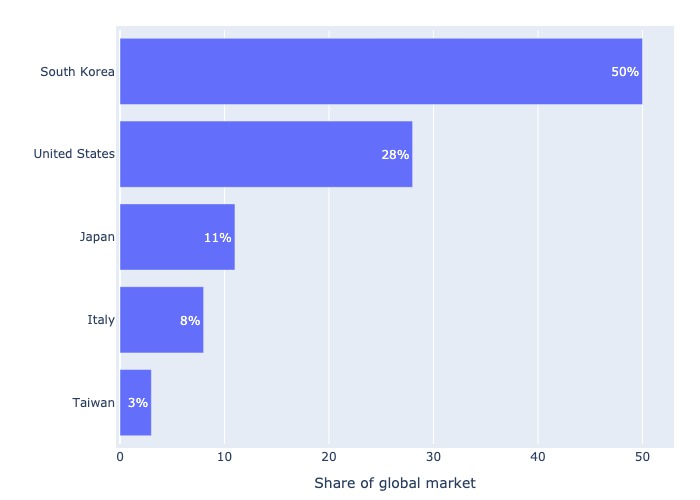 South Korea 50%
United States 28%
Japan 11%
Italy 8%
Taiwan 3%
0 10 20 30 40 50
Share of global market